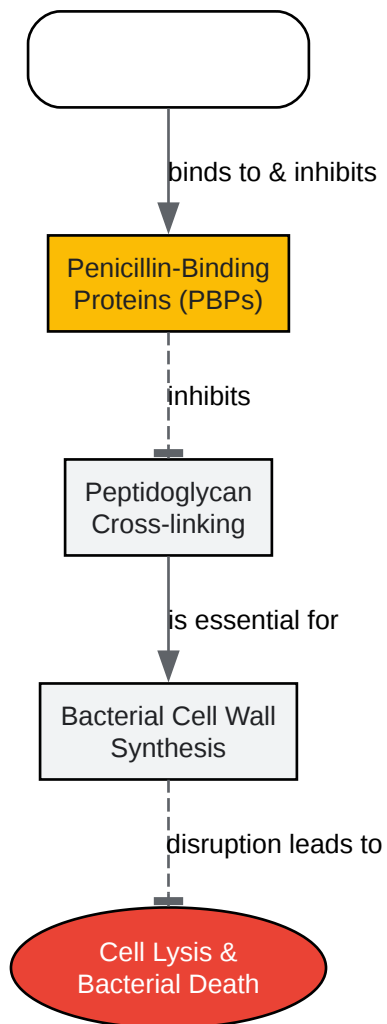 binds to & inhibits
Penicillin-Binding
Proteins (PBPs)
inhibits
Peptidoglycan
Cross-linking
is essential for
Bacterial Cell Wall
Synthesis
disruption leads to
Cell Lysis &
Bacterial Death